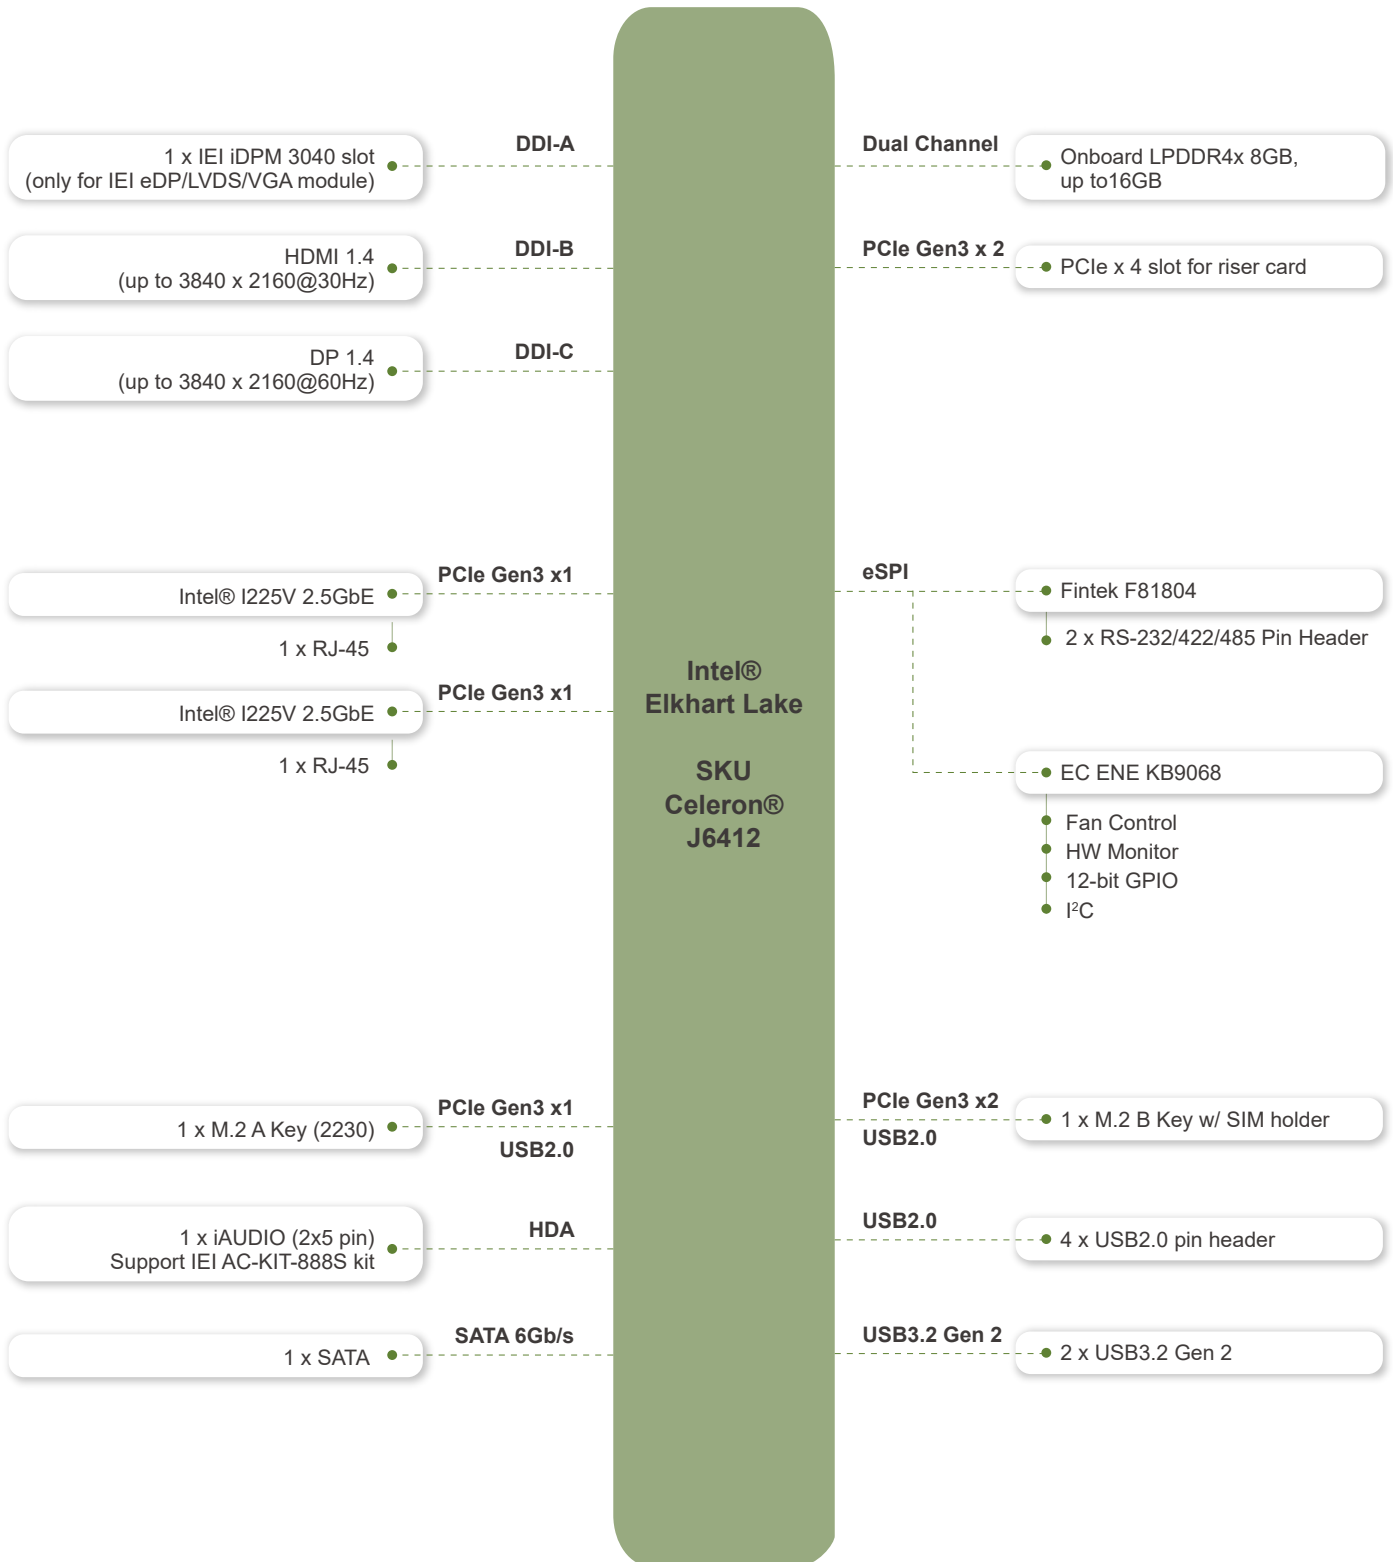 DDI-A
1 x IEI iDPM 3040 slot
(only for IEI eDP/LVDS/VGA module)
DDI-B
HDMI 1.4
(up to 3840 x 2160@30Hz)
DDI-C
DP 1.4
(up to 3840 x 2160@60Hz)
PCIe Gen3 x1
Intel® I225V 2.5GbE
1 x RJ-45
PCIe Gen3 x1
Intel® I225V 2.5GbE
1 x RJ-45
PCIe Gen3 x1
1 x M.2 A Key (2230)
USB2.0
HDA
1 x iAUDIO (2x5 pin)
Support IEI AC-KIT-888S kit
SATA 6Gb/s
1 x SATA
Intel®
Elkhart Lake
SKU
Celeron®
J6412
Dual Channel
Onboard LPDDR4x 8GB,
up to16GB
PCIe Gen3 x 2
PCIe x 4 slot for riser card
eSPI
Fintek F81804
2 x RS-232/422/485 Pin Header
EC ENE KB9068
Fan Control
HW Monitor
12-bit GPIO
I²C
PCIe Gen3 x2
1 x M.2 B Key w/ SIM holder
USB2.0
USB2.0
4 x USB2.0 pin header
USB3.2 Gen 2
2 x USB3.2 Gen 2